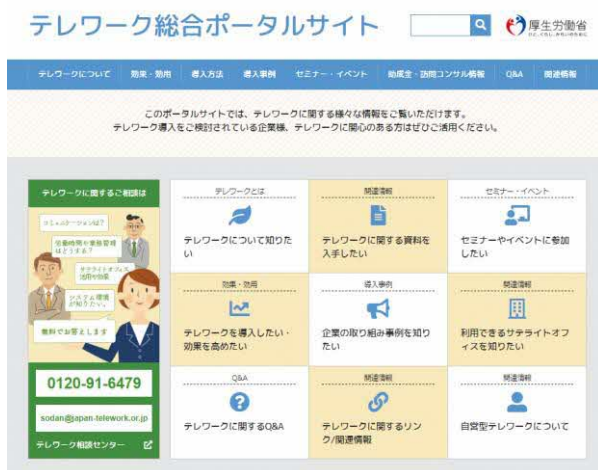 テレワーク総合ポータルサイト
厚生労働省
ひと、くらし、みらいのために
テレワークについて
効果・効用
導入方法
導入事例
セミナー・イベント
助成金・訪問コンサル情報
Q&A
関連情報
このポータルサイトでは、テレワークに関する様々な情報をご覧いただけます。
テレワーク導入をご検討されている企業様、テレワークに関心のある方はぜひご活用ください。
テレワークに関するご相談は
コミュニケーションは?
労働時間や業務管理
はどうする?
サテライトオフィス
活用や効果
システム環境
が知りたい。
無料でお答えします
0120-91-6479
sodan@japan-telework.or.jp
テレワーク相談センター
テレワークとは
テレワークについて知りた
い
関連情報
テレワークに関する資料を
入手したい
セミナー・イベント
セミナーやイベントに参加
したい
効果・効用
テレワークを導入したい・
効果を高めたい
導入事例
企業の取り組み事例を知り
たい
関連情報
利用できるサテライトオフ
ィスを知りたい
Q&A
テレワークに関するQ&A
関連情報
テレワークに関するリン
ク/関連情報
関連情報
自営型テレワークについて